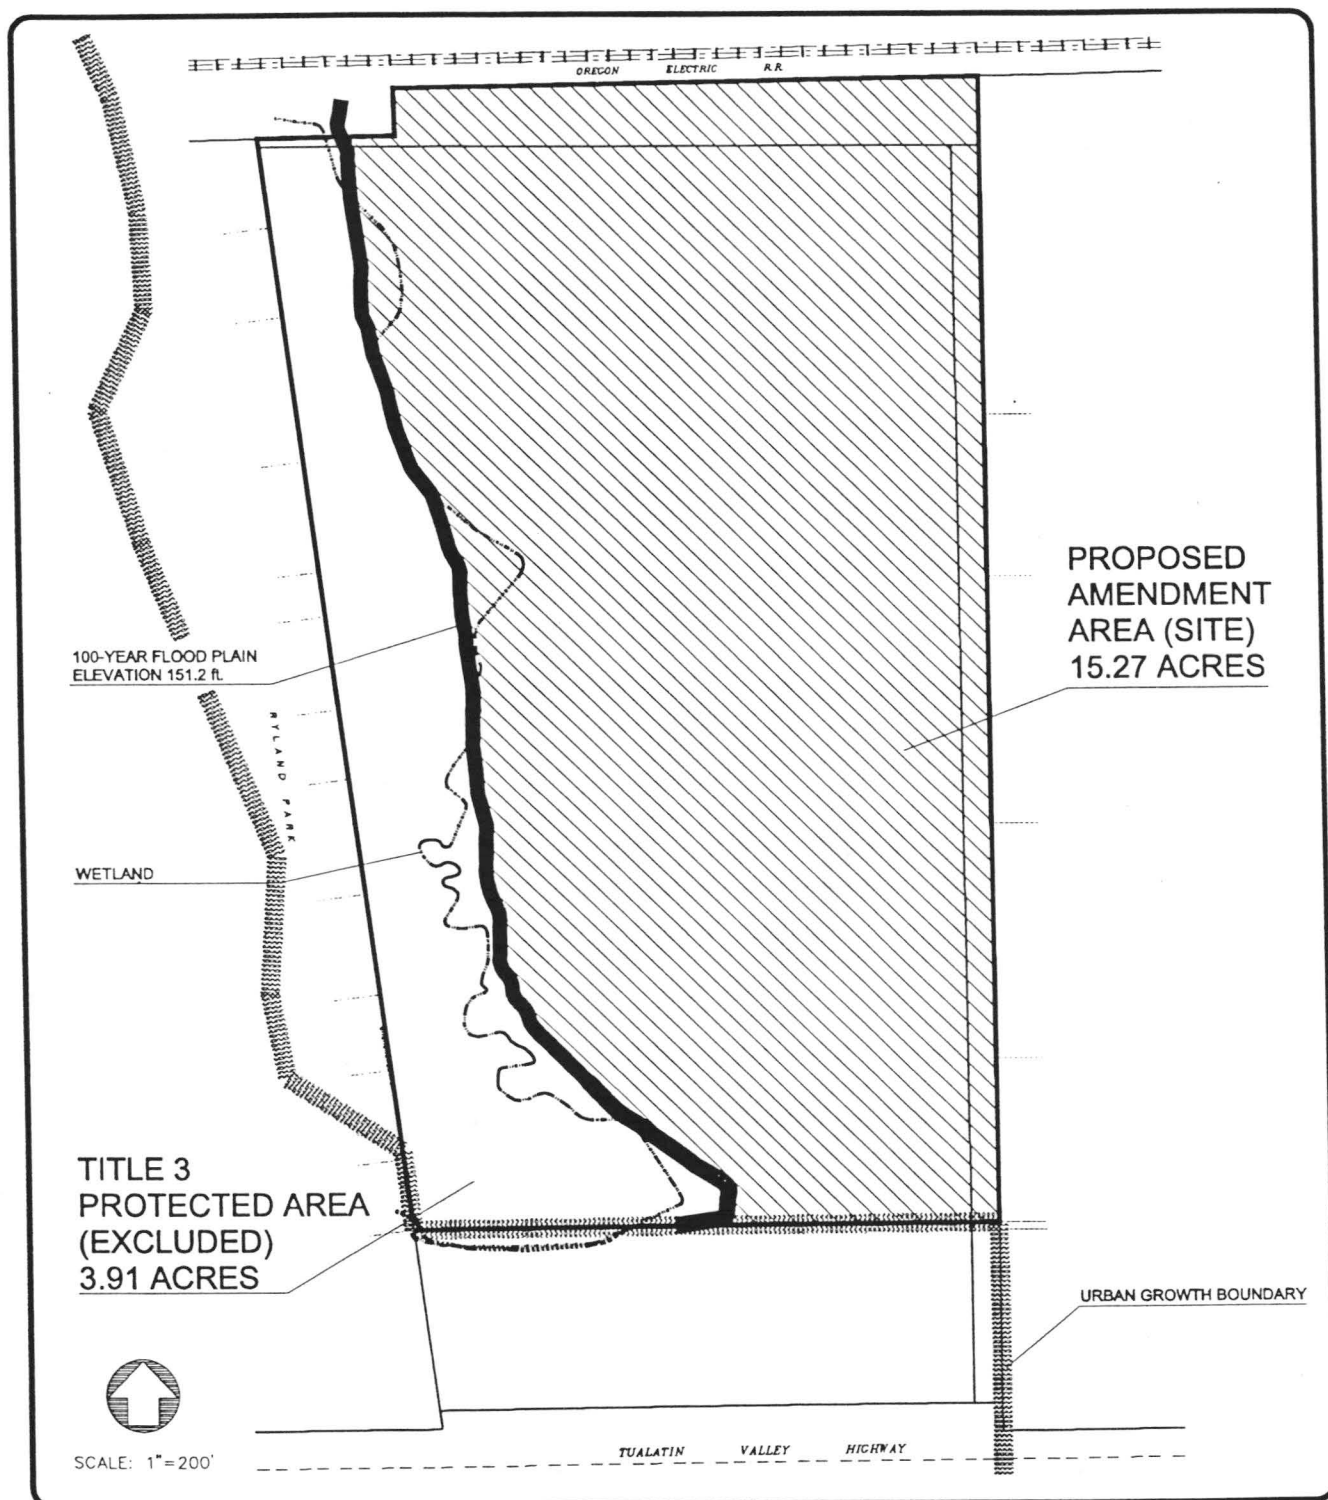 OREGON ELECTRIC R.R.
PROPOSED
AMENDMENT
AREA (SITE)
15.27 ACRES
100-YEAR FLOOD PLAIN
ELEVATION 151.2 ft.
RYLAND PARK
WETLAND
TITLE 3
PROTECTED AREA
(EXCLUDED)
3.91 ACRES
URBAN GROWTH BOUNDARY
SCALE: 1"=200'
TUALATIN VALLEY HIGHWAY